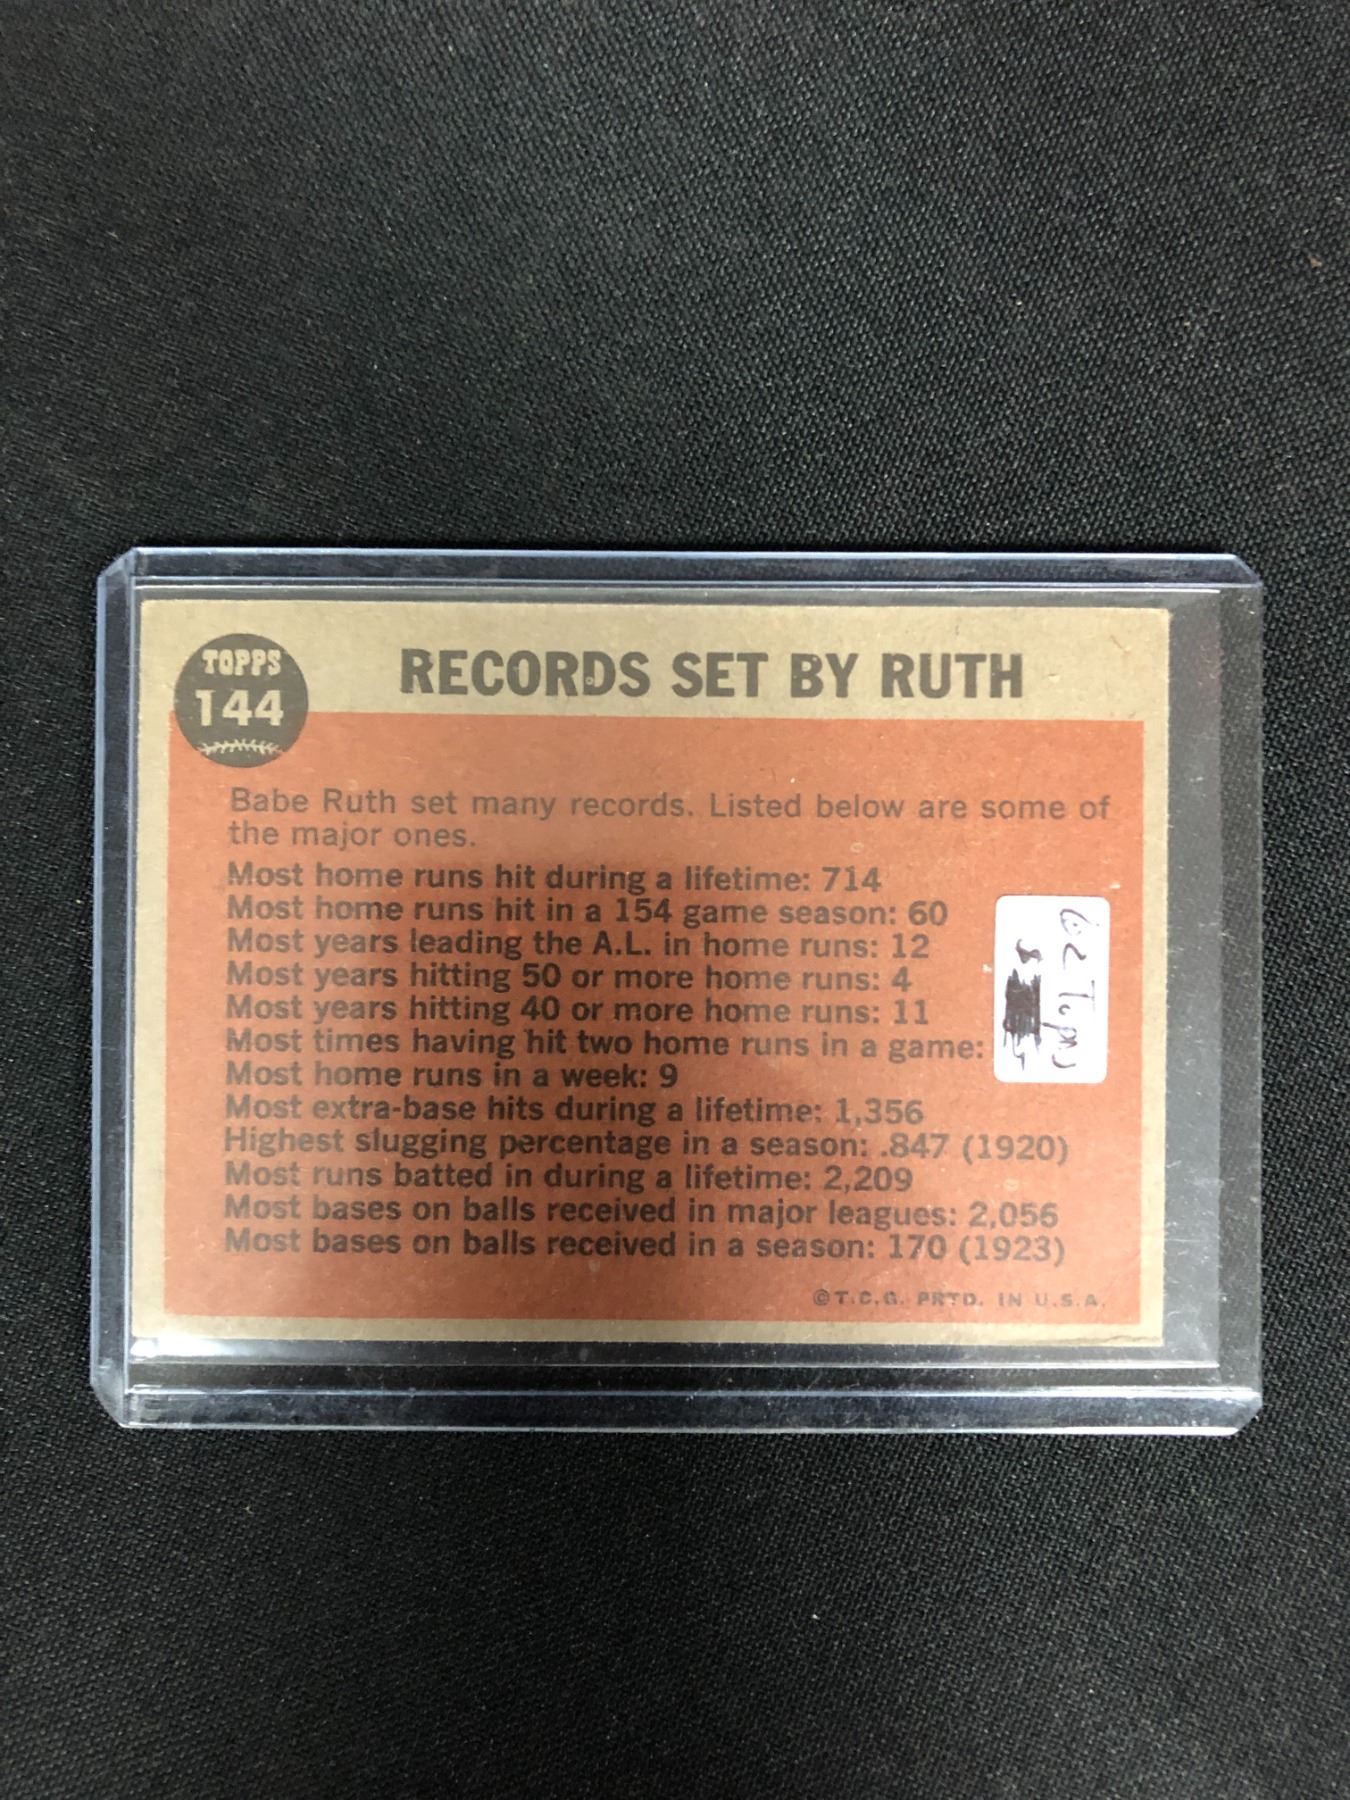 TOPPS
144
RECORDS SET BY RUTH
Babe Ruth set many records. Listed below are some of
the major ones.
Most home runs hit during a lifetime: 714
Most home runs hit in a 154 game season: 60
Most years leading the A.L. in home runs: 12
Most years hitting 50 or more home runs: 4
Most years hitting 40 or more home runs: 11
Most times having hit two home runs in a game:
Most home runs in a week: 9
Most extra-base hits during a lifetime: 1,356
Highest slugging percentage in a season: .847 (1920)
Most runs batted in during a lifetime: 2,209
Most bases on balls received in major leagues: 2,056
Most bases on balls received in a season: 170 (1923)
©T.C.G. PRTD. IN U.S.A.